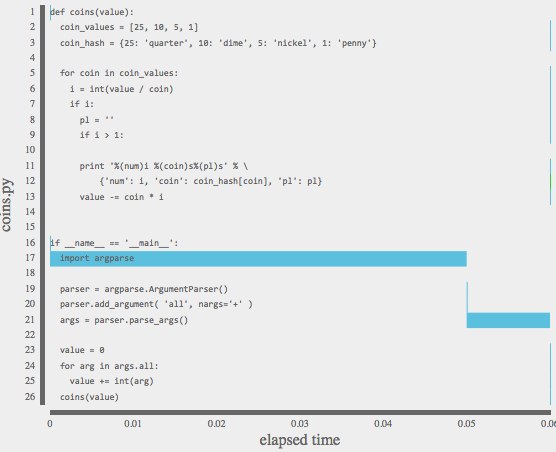 1 def coins(value):
2 coin_values = [25, 10, 5, 1]
3 coin_hash = {25: 'quarter', 10: 'dime', 5: 'nickel', 1: 'penny'}
4
5 for coin in coin_values:
6 i = int(value / coin)
7 if i:
8 pl = ''
9 if i > 1:
10
11 print '%(num)i %(coin)s%(pl)s' % \
12 {'num': i, 'coin': coin_hash[coin], 'pl': pl}
13 value -= coin * i
14
15
16 if __name__ == '__main__':
17 import argparse
18
19 parser = argparse.ArgumentParser()
20 parser.add_argument( 'all', nargs='+' )
21 args = parser.parse_args()
22
23 value = 0
24 for arg in args.all:
25 value += int(arg)
26 coins(value)
coins.py
0 0.01 0.02 0.03 0.04 0.05 0.06
elapsed time